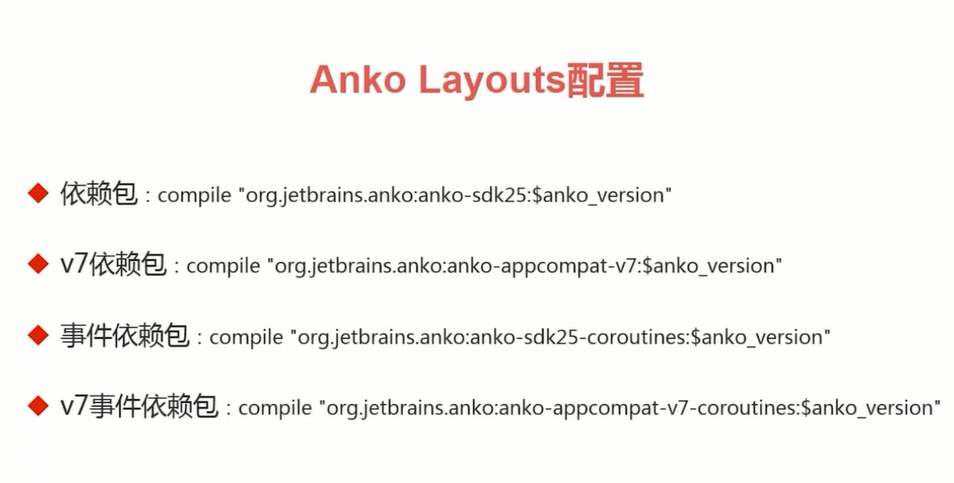 Anko Layouts配置
依赖包 : compile "org.jetbrains.anko:anko-sdk25:$anko_version"
v7依赖包 : compile "org.jetbrains.anko:anko-appcompat-v7:$anko_version"
事件依赖包 : compile "org.jetbrains.anko:anko-sdk25-coroutines:$anko_version"
v7事件依赖包 : compile "org.jetbrains.anko:anko-appcompat-v7-coroutines:$anko_version"